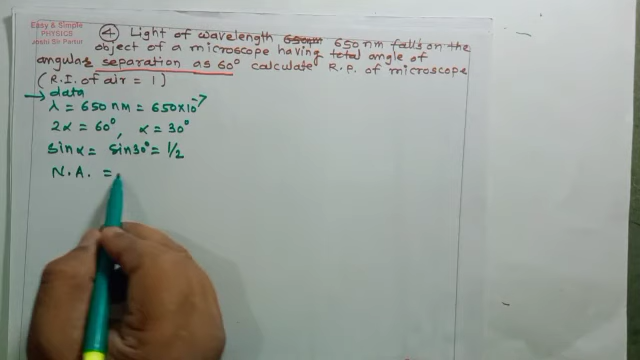 Easy & Simple
PHYSICS
Joshi Sir Parner
④ Light of wavelength 650nm 650 nm falls on the
object of a microscope having total angle of
angular separation as 60° calculate R.P. of microscope
(R.I. of air = 1)
→ data
λ = 650 nm = 650×10⁻⁷
2α = 60° , α = 30°
sinα = sin30° = 1/2
N.A. =